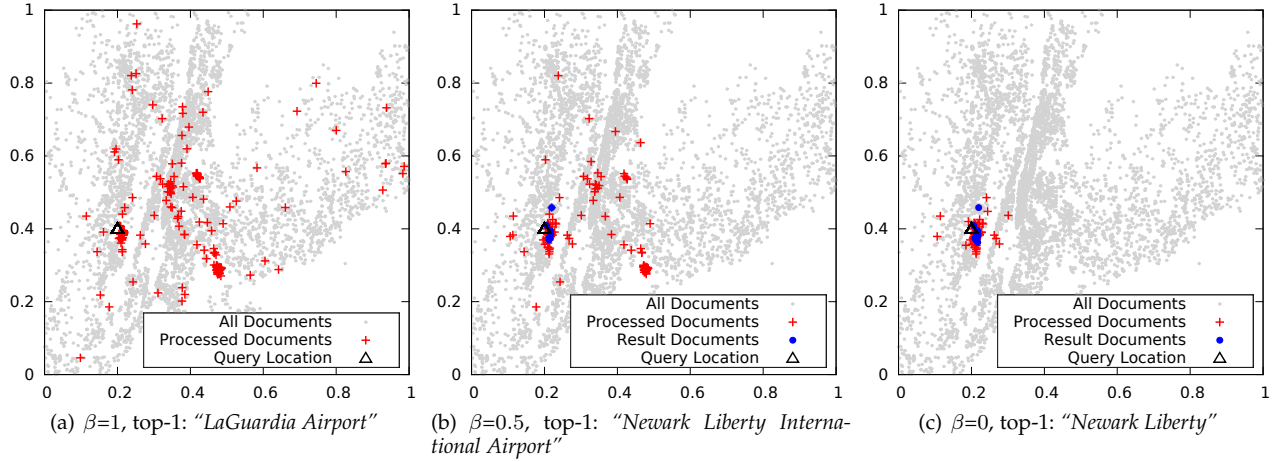 1
0.8
0.6
0.4
0.2
0
0 0.2 0.4 0.6 0.8 1
All Documents
Processed Documents
Query Location
(a) β=1, top-1: “LaGuardia Airport”
1
0.8
0.6
0.4
0.2
0
0 0.2 0.4 0.6 0.8 1
All Documents
Processed Documents
Result Documents
Query Location
(b) β=0.5, top-1: “Newark Liberty Interna-
tional Airport”
1
0.8
0.6
0.4
0.2
0
0 0.2 0.4 0.6 0.8 1
All Documents
Processed Documents
Result Documents
Query Location
(c) β=0, top-1: “Newark Liberty”